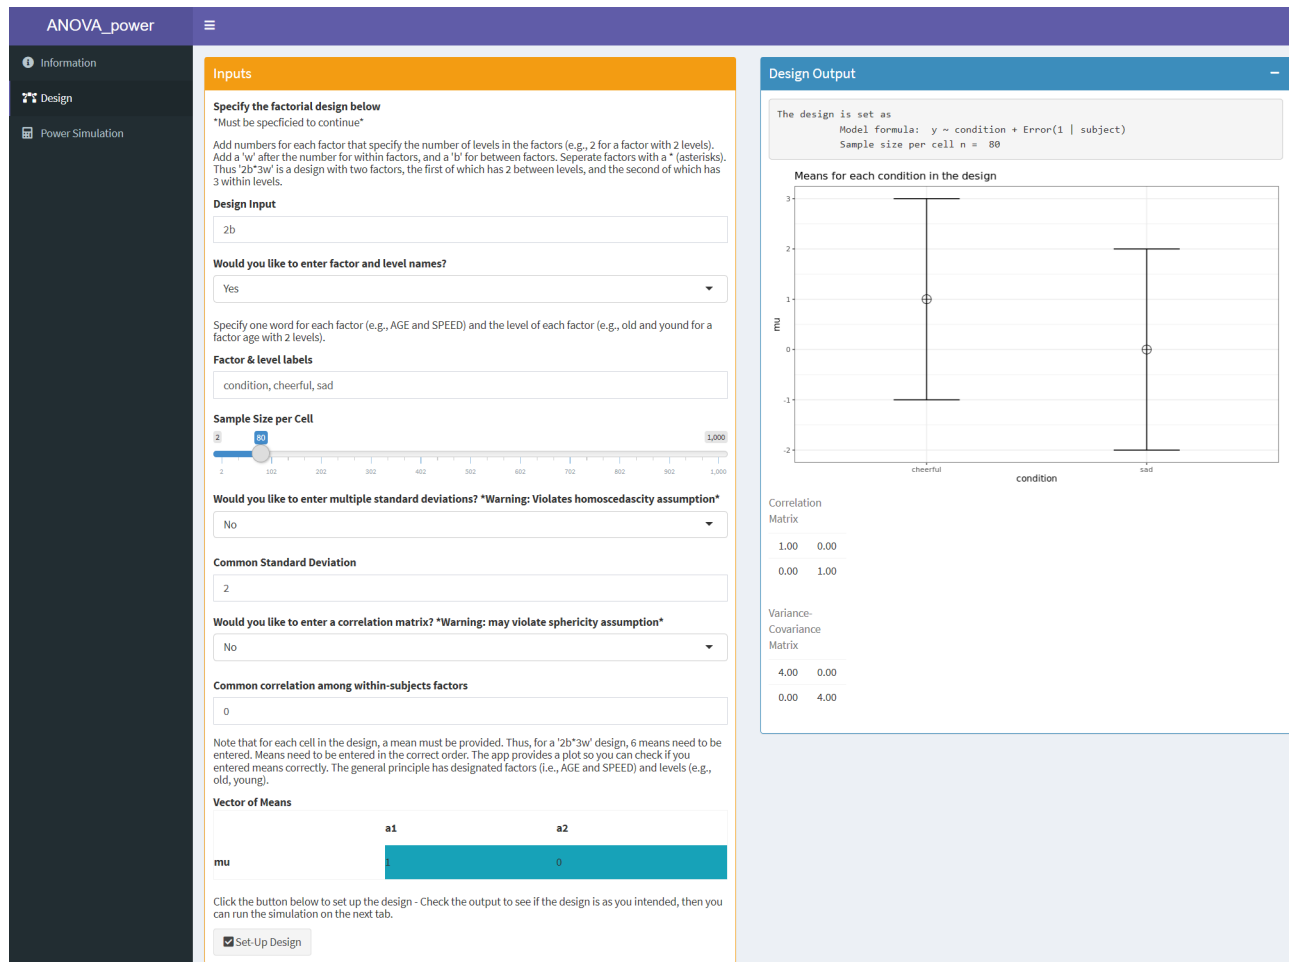 ANOVA_power
Information
Design
Power Simulation
Inputs
Specify the factorial design below
*Must be specficied to continue*
Add numbers for each factor that specify the number of levels in the factors (e.g., 2 for a factor with 2 levels).
Add a 'w' after the number for within factors, and a 'b' for between factors. Seperate factors with a * (asterisks).
Thus '2b*3w' is a design with two factors, the first of which has 2 between levels, and the second of which has
3 within levels.
Design Input
2b
Would you like to enter factor and level names?
Yes
Specify one word for each factor (e.g., AGE and SPEED) and the level of each factor (e.g., old and yound for a
factor age with 2 levels).
Factor & level labels
condition, cheerful, sad
Sample Size per Cell
2 80 1,000
2 102 202 302 402 502 602 702 802 902 1,000
Would you like to enter multiple standard deviations? *Warning: Violates homoscedascity assumption*
No
Common Standard Deviation
2
Would you like to enter a correlation matrix? *Warning: may violate sphericity assumption*
No
Common correlation among within-subjects factors
0
Note that for each cell in the design, a mean must be provided. Thus, for a '2b*3w' design, 6 means need to be
entered. Means need to be entered in the correct order. The app provides a plot so you can check if you
entered means correctly. The general principle has designated factors (i.e., AGE and SPEED) and levels (e.g.,
old, young).
Vector of Means
a1 a2
mu 1 0
Click the button below to set up the design - Check the output to see if the design is as you intended, then you
can run the simulation on the next tab.
Set-Up Design
Design Output
The design is set as
Model formula: y ~ condition + Error(1 | subject)
Sample size per cell n = 80
Means for each condition in the design
3
2
1
0
-1
-2
mu
cheerful sad
condition
Correlation
Matrix
1.00 0.00
0.00 1.00
Variance-
Covariance
Matrix
4.00 0.00
0.00 4.00